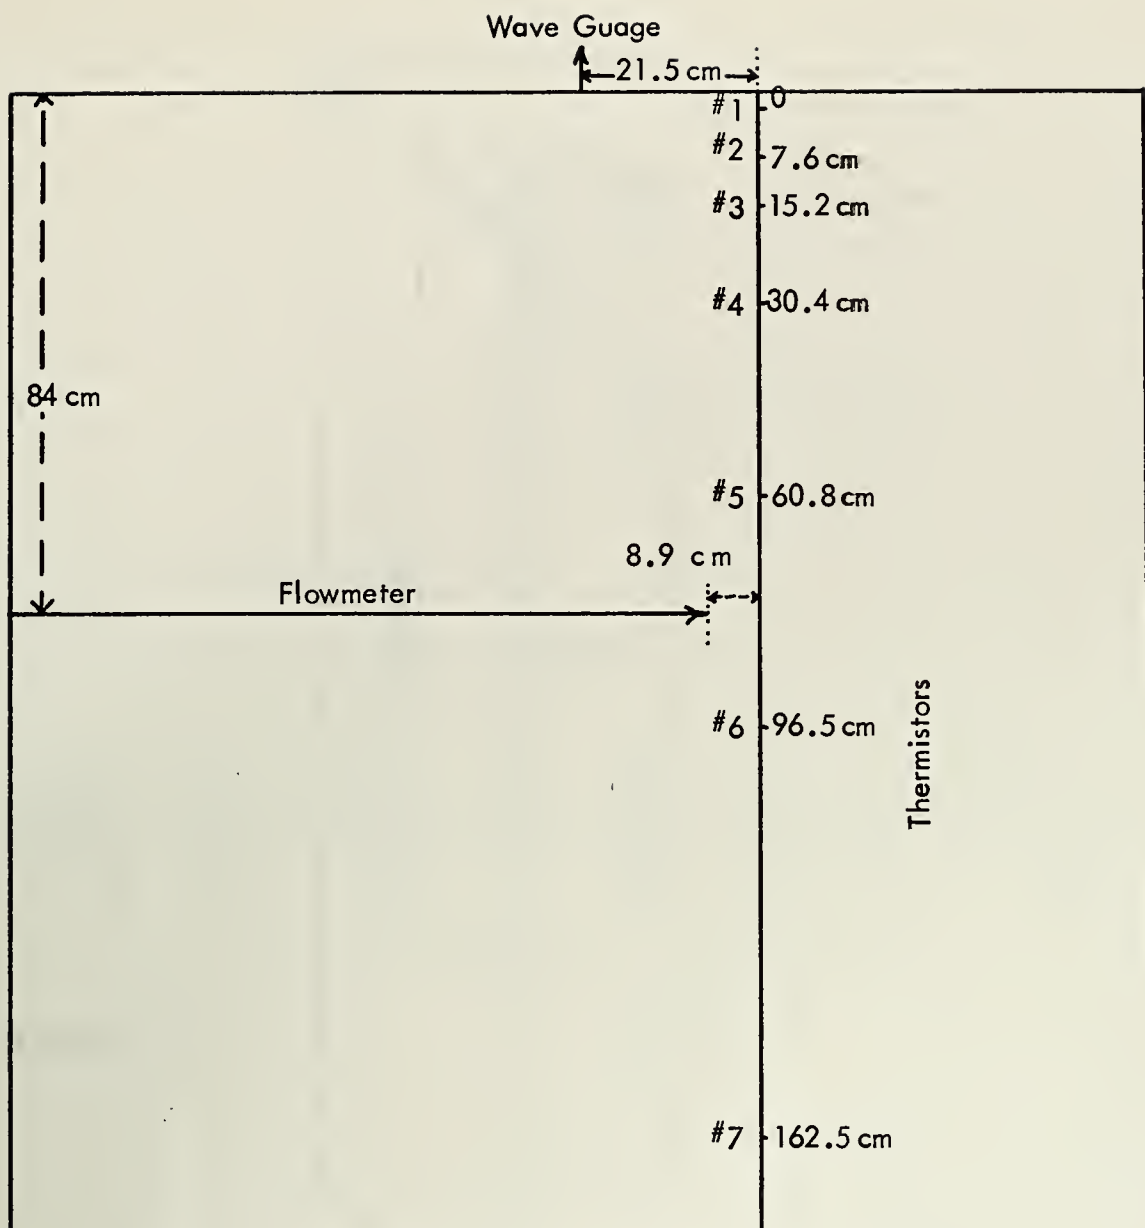 Wave Guage
21.5 cm
#1 0
#2 7.6 cm
#3 15.2 cm
#4 30.4 cm
84 cm
#5 60.8 cm
8.9 cm
Flowmeter
#6 96.5 cm
Thermistors
#7 162.5 cm